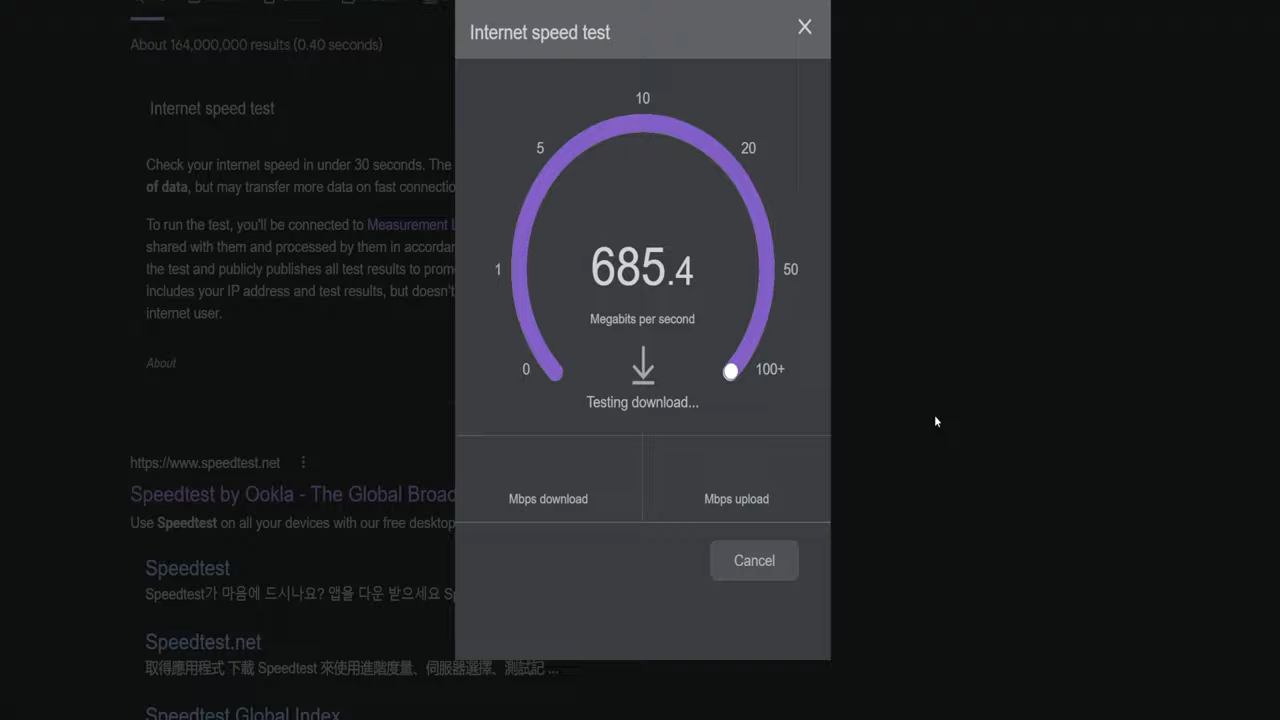 About 164,000,000 results (0.40 seconds)
Internet speed test
Check your internet speed in under 30 seconds. The
of data, but may transfer more data on fast connectio
To run the test, you'll be connected to Measurement L
shared with them and processed by them in accordan
the test and publicly publishes all test results to prom
includes your IP address and test results, but doesn't
internet user.
About
https://www.speedtest.net
Speedtest by Ookla - The Global Broad
Use Speedtest on all your devices with our free desktop
Speedtest
Speedtest가 마음에 드시나요? 앱을 다운 받으세요 Sp
Speedtest.net
取得應用程式 下載 Speedtest 來使用進階度量、伺服器選擇、測試記 ...
Speedtest Global Index
Internet speed test
10
5
20
1
685.4
50
Megabits per second
0
100+
Testing download...
Mbps download
Mbps upload
Cancel